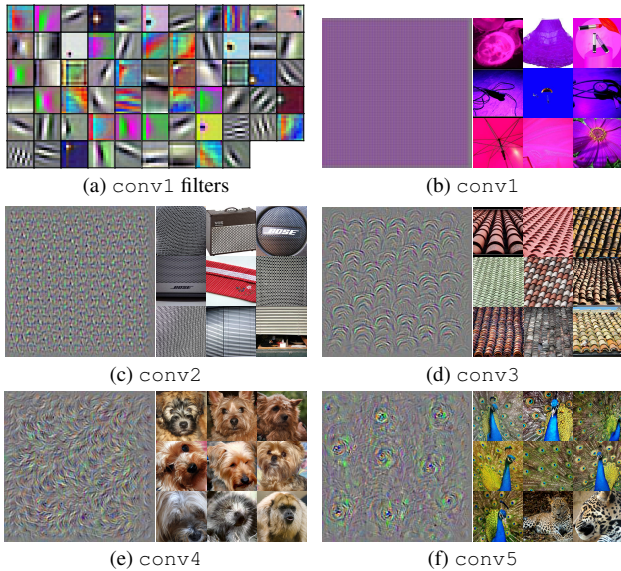 (a) conv1 filters
(b) conv1
BOSE
(c) conv2
(d) conv3
(e) conv4
(f) conv5